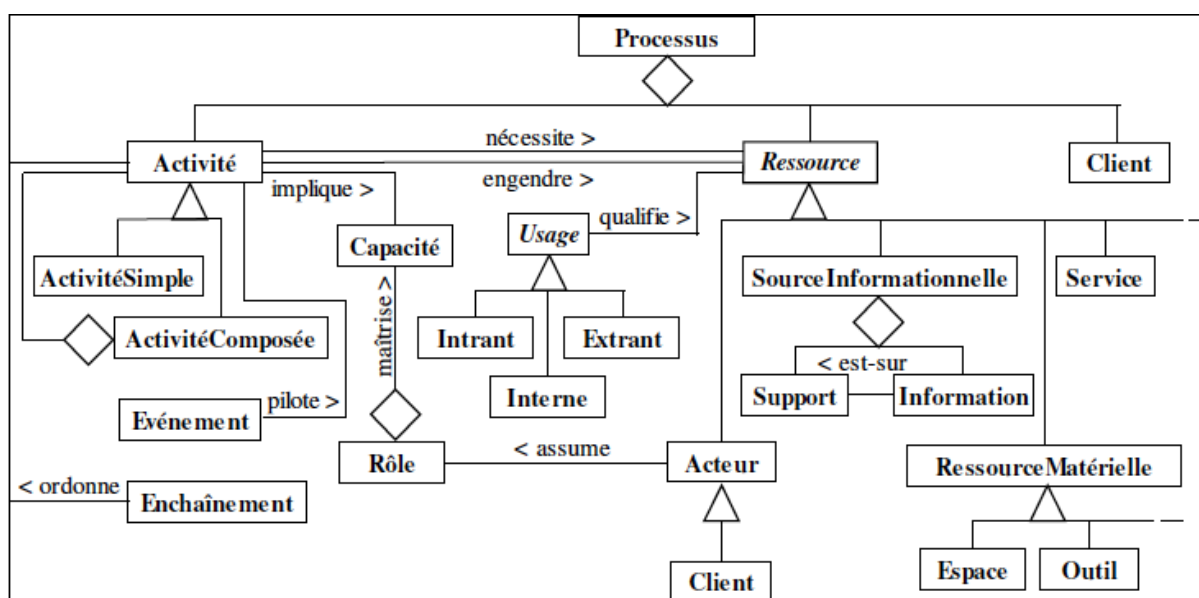 Processus
nécessite >
Activité
Ressource
Client
implique >
engendre >
Usage
qualifie >
Capacité
ActivitéSimple
SourceInformationnelle
Service
maîtrise >
Intrant
Extrant
ActivitéComposée
< est-sur
Interne
Support
Information
Evénement
pilote >
< assume
Rôle
Acteur
RessourceMatérielle
< ordonne
Enchaînement
Client
Espace
Outil